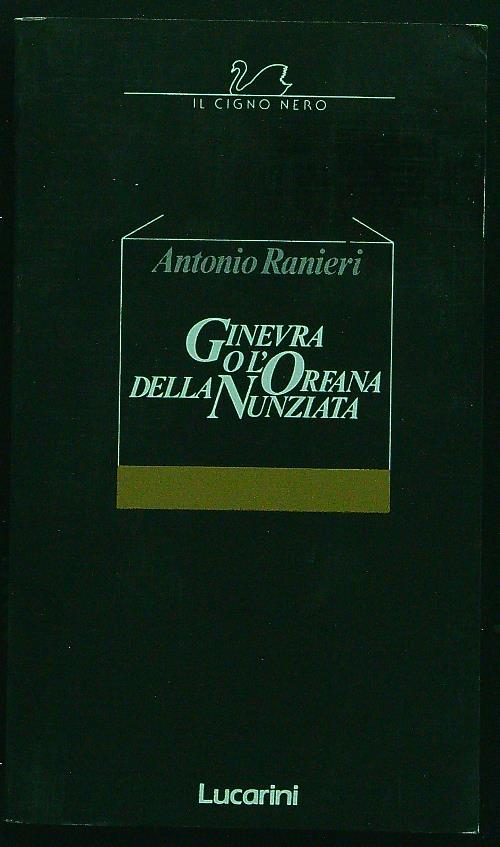 IL CIGNO NERO
Antonio Ranieri
GINEVRA
O L'ORFANA
DELLA NUNZIATA
Lucarini